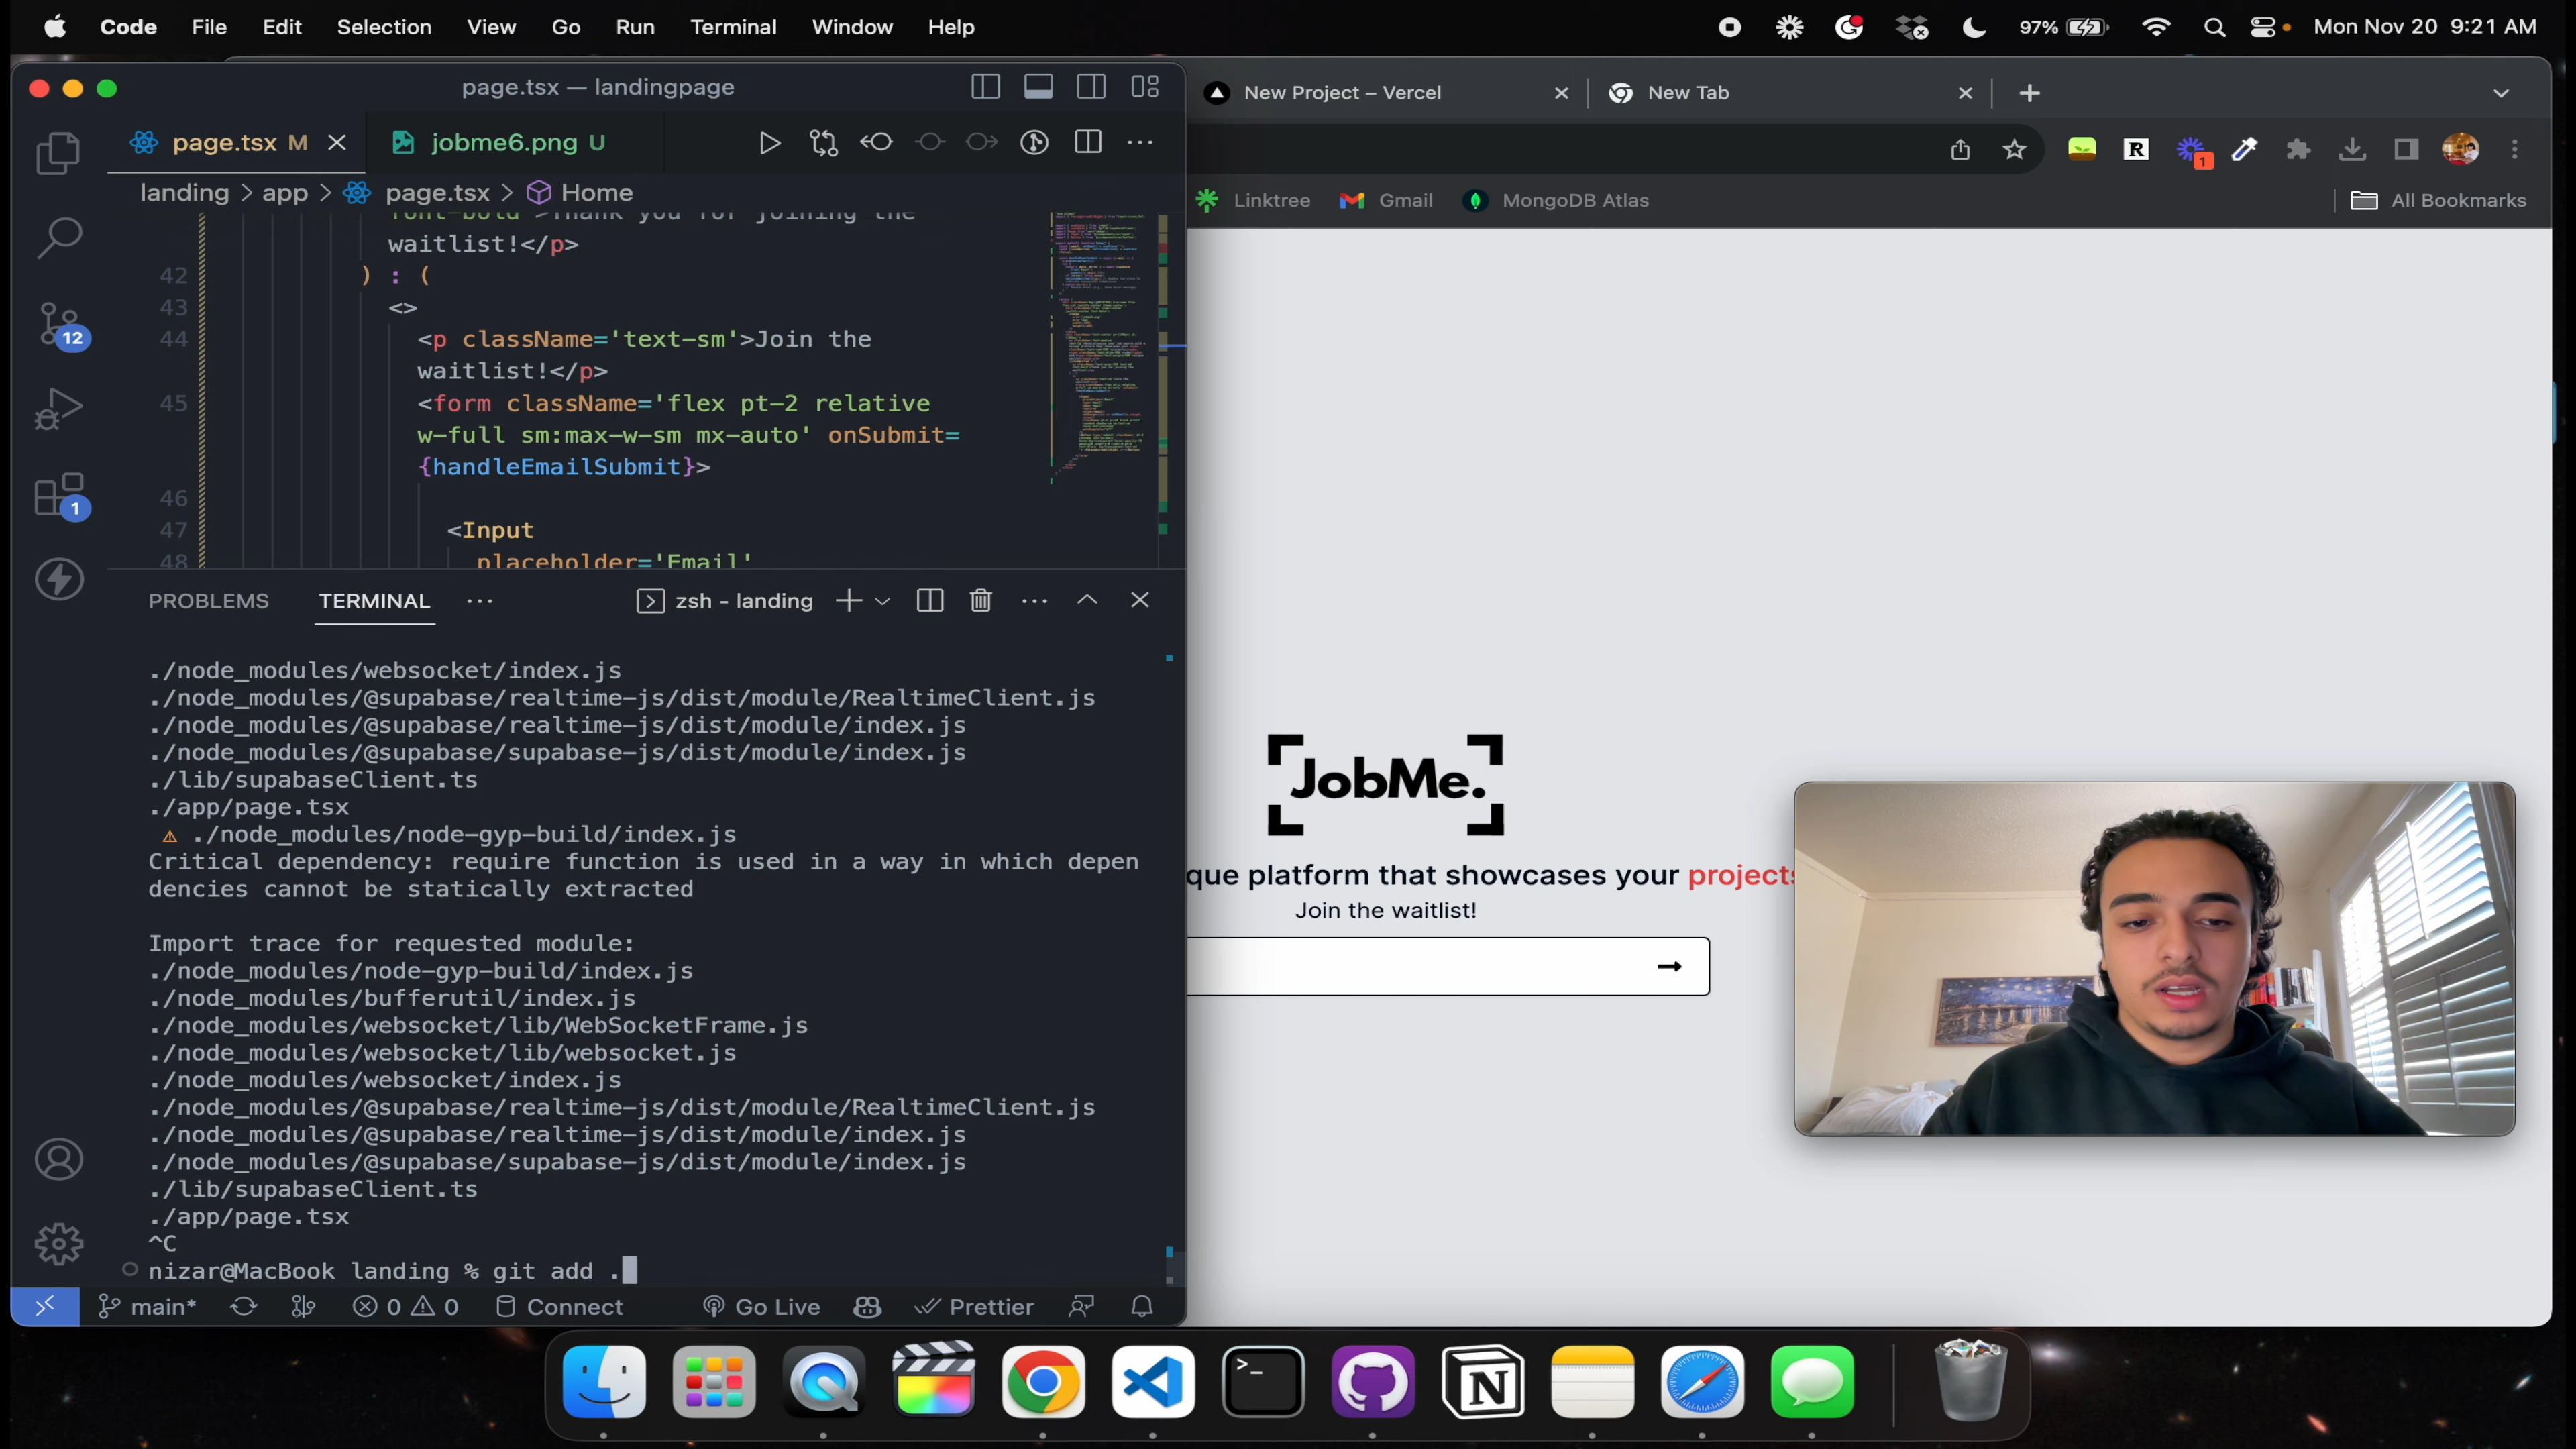 Code File Edit Selection View Go Run Terminal Window Help 97% Mon Nov 20 9:21 AM
page.tsx — landingpage
page.tsx M
jobme6.png U
landing > app > page.tsx > Home
font-bold'>Thank you for joining the
waitlist!</p>
42 ) : (
43 <>
44 <p className='text-sm'>Join the
waitlist!</p>
45 <form className='flex pt-2 relative
w-full sm:max-w-sm mx-auto' onSubmit=
{handleEmailSubmit}>
46
47 <Input
48 placeholder='Email'
12
1
PROBLEMS TERMINAL ··· zsh - landing
./node_modules/websocket/index.js
./node_modules/@supabase/realtime-js/dist/module/RealtimeClient.js
./node_modules/@supabase/realtime-js/dist/module/index.js
./node_modules/@supabase/supabase-js/dist/module/index.js
./lib/supabaseClient.ts
./app/page.tsx
⚠ ./node_modules/node-gyp-build/index.js
Critical dependency: require function is used in a way in which depen
dencies cannot be statically extracted
Import trace for requested module:
./node_modules/node-gyp-build/index.js
./node_modules/bufferutil/index.js
./node_modules/websocket/lib/WebSocketFrame.js
./node_modules/websocket/lib/websocket.js
./node_modules/websocket/index.js
./node_modules/@supabase/realtime-js/dist/module/RealtimeClient.js
./node_modules/@supabase/realtime-js/dist/module/index.js
./node_modules/@supabase/supabase-js/dist/module/index.js
./lib/supabaseClient.ts
./app/page.tsx
^C
nizar@MacBook landing % git add .
main* 0 0 Connect Go Live Prettier
New Project – Vercel
New Tab
R
1
Linktree Gmail MongoDB Atlas All Bookmarks
JobMe.
que platform that showcases your projects
Join the waitlist!
→